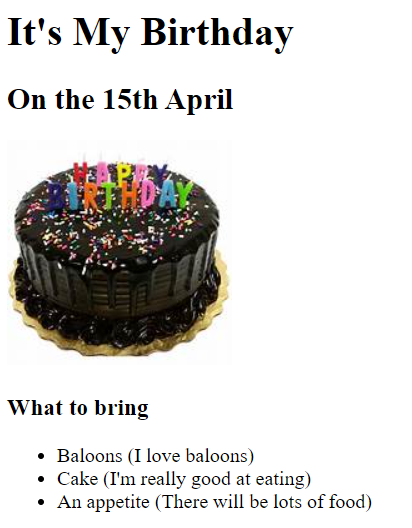 It's My Birthday
On the 15th April
HAPPY
BIRTHDAY
What to bring
Baloons (I love baloons)
Cake (I'm really good at eating)
An appetite (There will be lots of food)